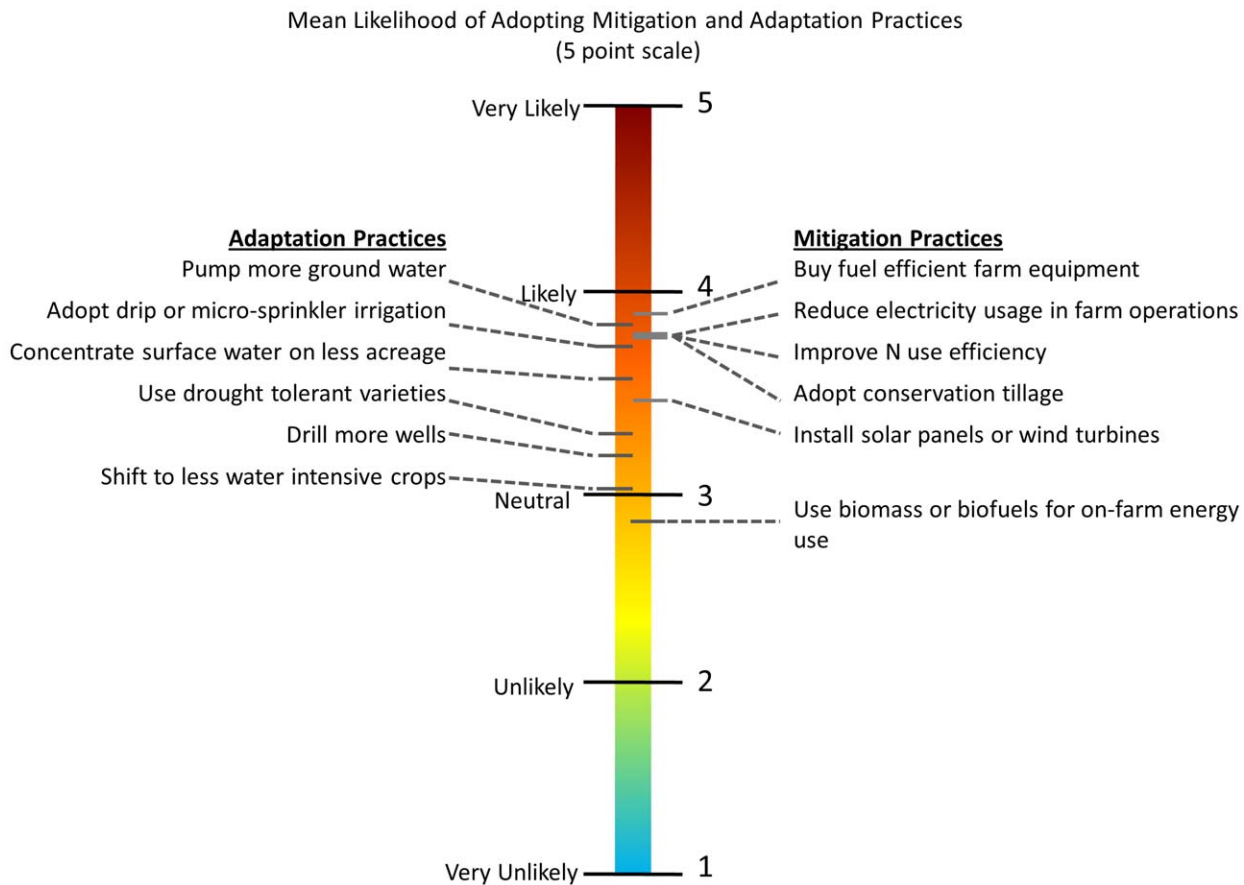 Mean Likelihood of Adopting Mitigation and Adaptation Practices
(5 point scale)
Very Likely
5
Adaptation Practices
Pump more ground water
Adopt drip or micro-sprinkler irrigation
Concentrate surface water on less acreage
Use drought tolerant varieties
Drill more wells
Shift to less water intensive crops
Likely
4
Mitigation Practices
Buy fuel efficient farm equipment
Reduce electricity usage in farm operations
Improve N use efficiency
Adopt conservation tillage
Install solar panels or wind turbines
Neutral
3
Use biomass or biofuels for on-farm energy
use
Unlikely
2
Very Unlikely
1